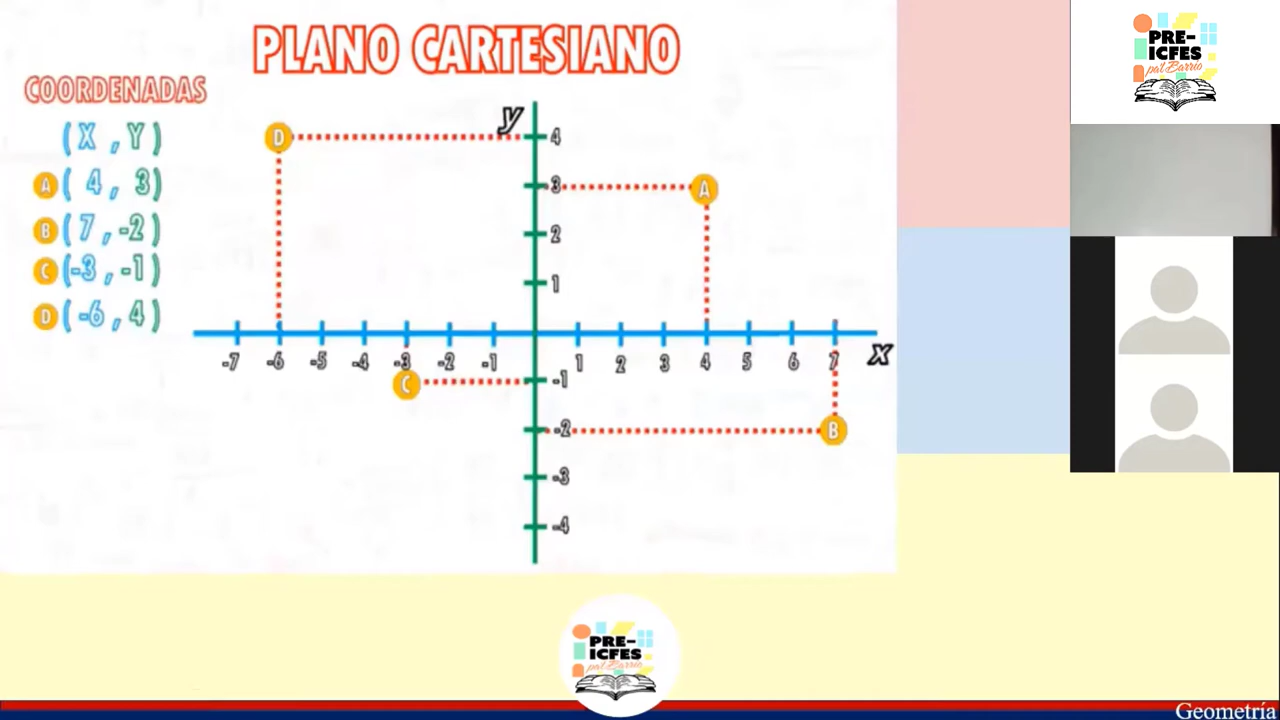 PLANO CARTESIANO
COORDENADAS
(X , Y)
A ( 4 , 3)
B ( 7 , -2)
C (-3 , -1)
D ( -6 , 4)
y
D
4
3
A
2
1
-7 -6 -5 -4 -3 -2 -1 1 2 3 4 5 6 7 x
C
-1
-2
B
-3
-4
PRE-
ICFES
pal Barrio
PRE-
ICFES
pal Barrio
Geometría